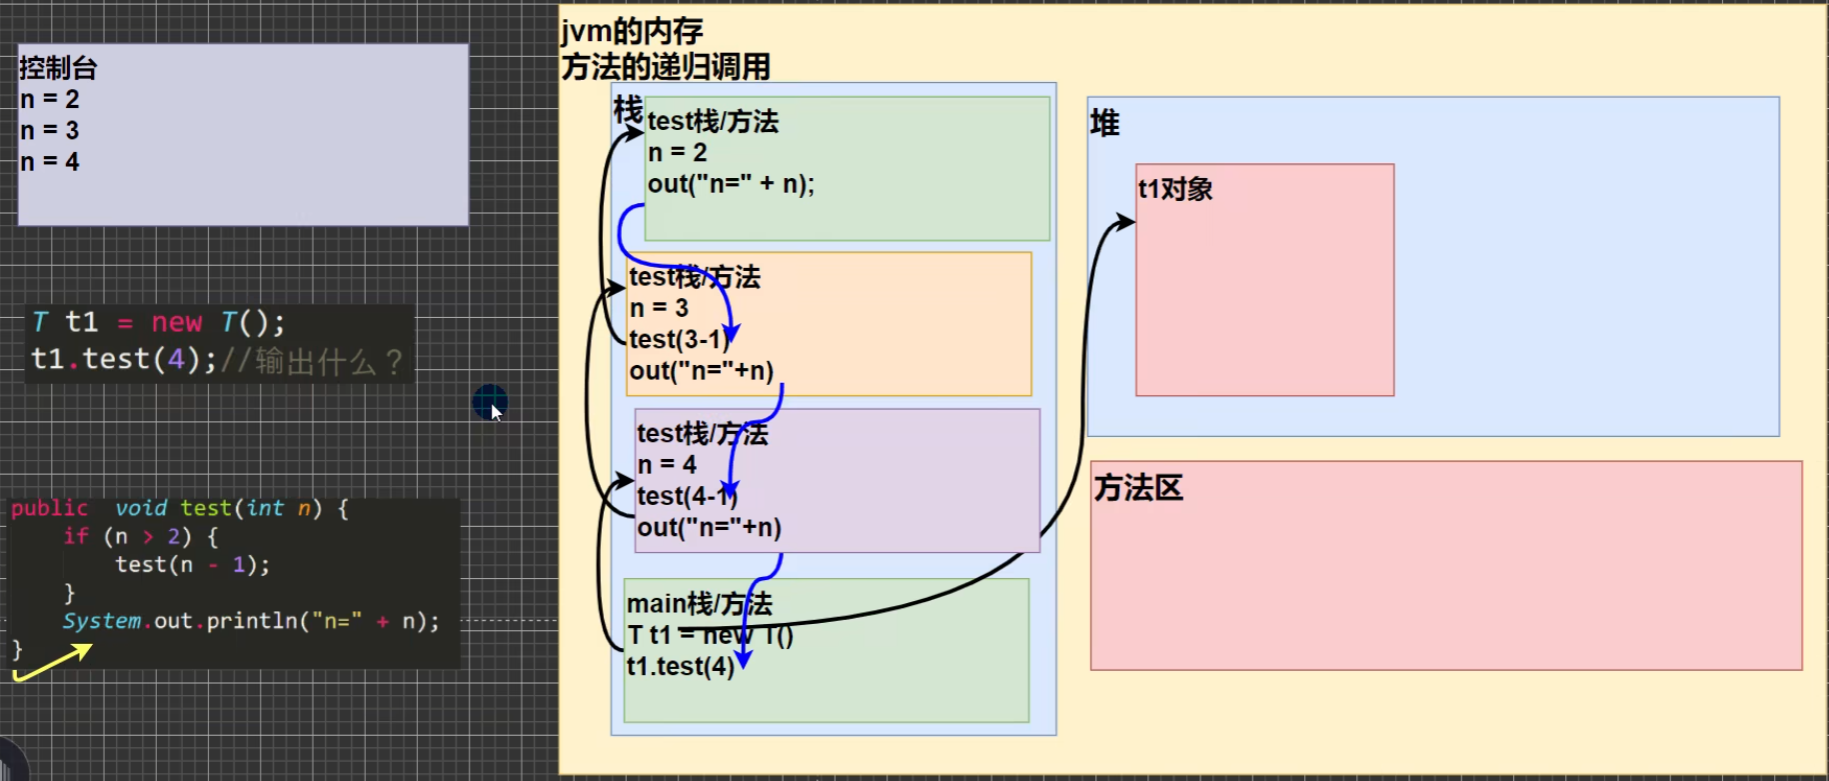 控制台
n = 2
n = 3
n = 4
T t1 = new T();
t1.test(4);//输出什么？
public  void test(int n) {
if (n > 2) {
test(n - 1);
}
System.out.println("n=" + n);
}
jvm的内存
方法的递归调用
栈
test栈/方法
n = 2
out("n=" + n);
test栈/方法
n = 3
test(3-1)
out("n="+n)
test栈/方法
n = 4
test(4-1)
out("n="+n)
main栈/方法
T t1 = new T()
t1.test(4)
堆
t1对象
方法区